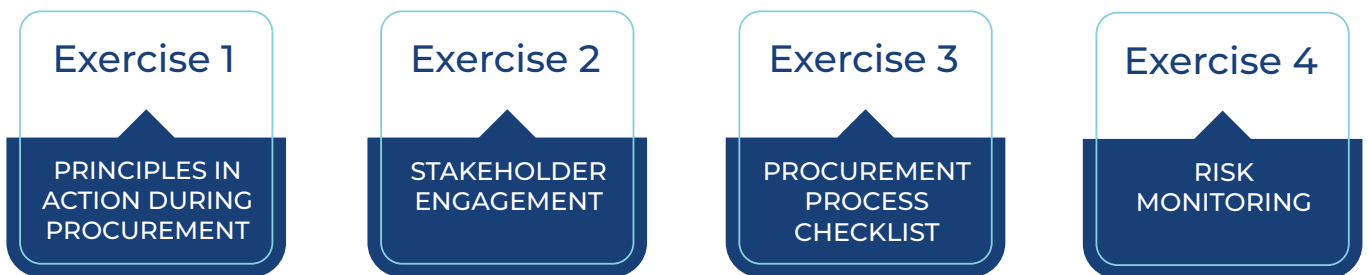 Exercise 1
PRINCIPLES IN
ACTION DURING
PROCUREMENT
Exercise 2
STAKEHOLDER
ENGAGEMENT
Exercise 3
PROCUREMENT
PROCESS
CHECKLIST
Exercise 4
RISK
MONITORING